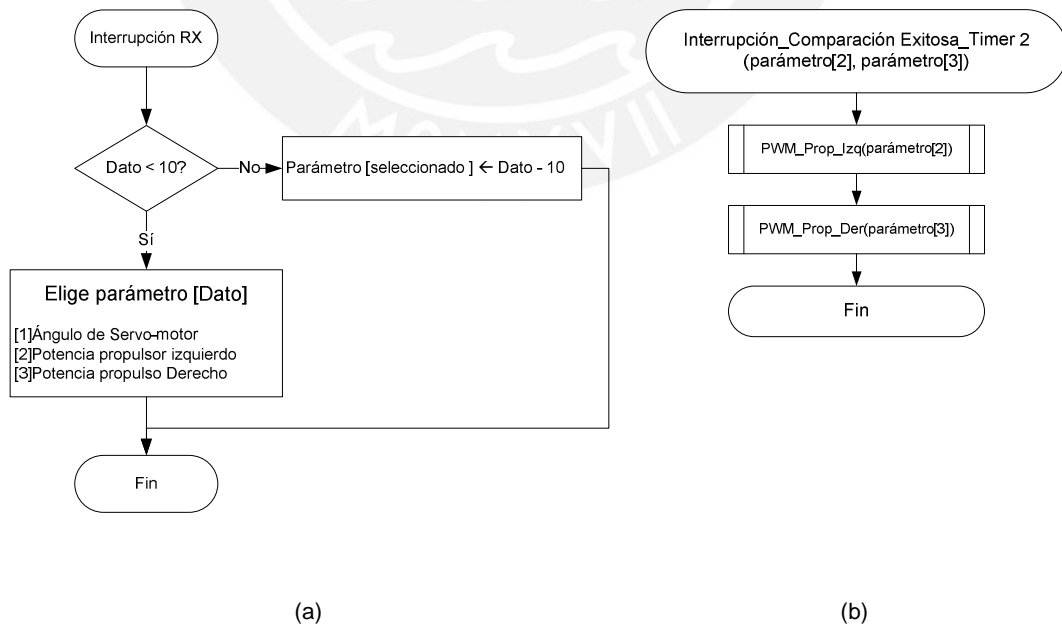 Interrupción RX
Dato < 10?
No
Parámetro [seleccionado ] ← Dato - 10
Sí
Elige parámetro [Dato]
[1]Ángulo de Servo-motor
[2]Potencia propulsor izquierdo
[3]Potencia propulso Derecho
Fin
(a)
Interrupción_Comparación Exitosa_Timer 2
(parámetro[2], parámetro[3])
PWM_Prop_Izq(parámetro[2])
PWM_Prop_Der(parámetro[3])
Fin
(b)
MCMXVII